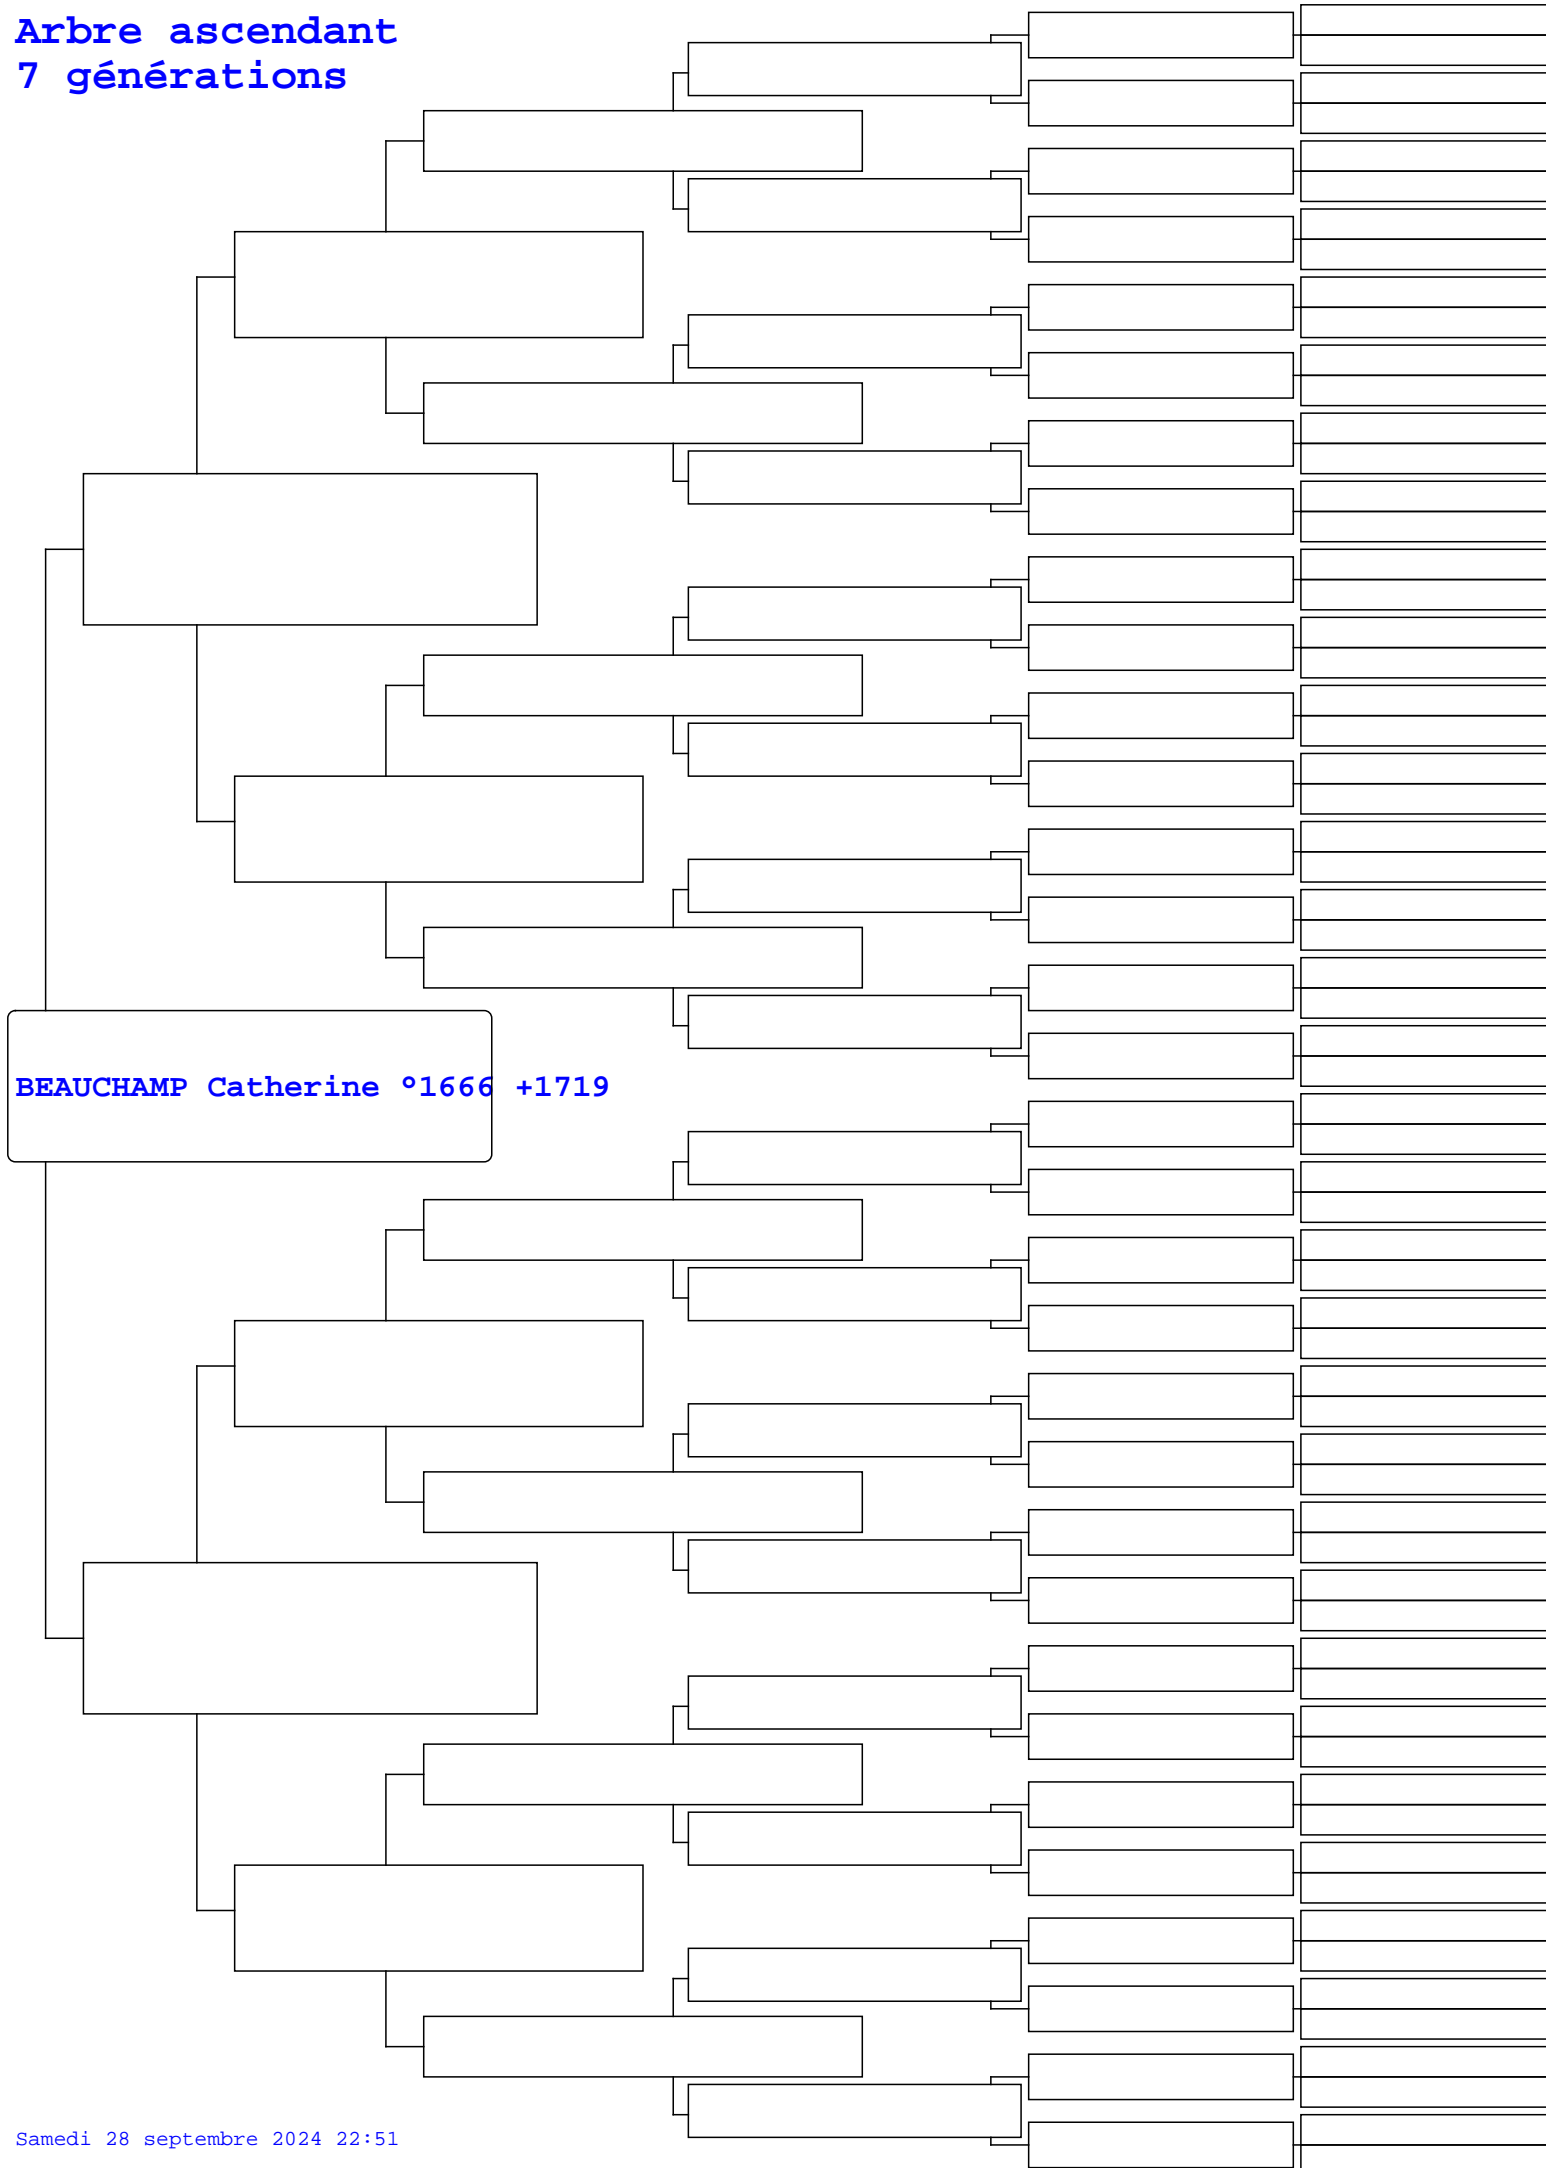 Arbre ascendant
7 générations
BEAUCHAMP Catherine °1666 +1719
Samedi 28 septembre 2024 22:51